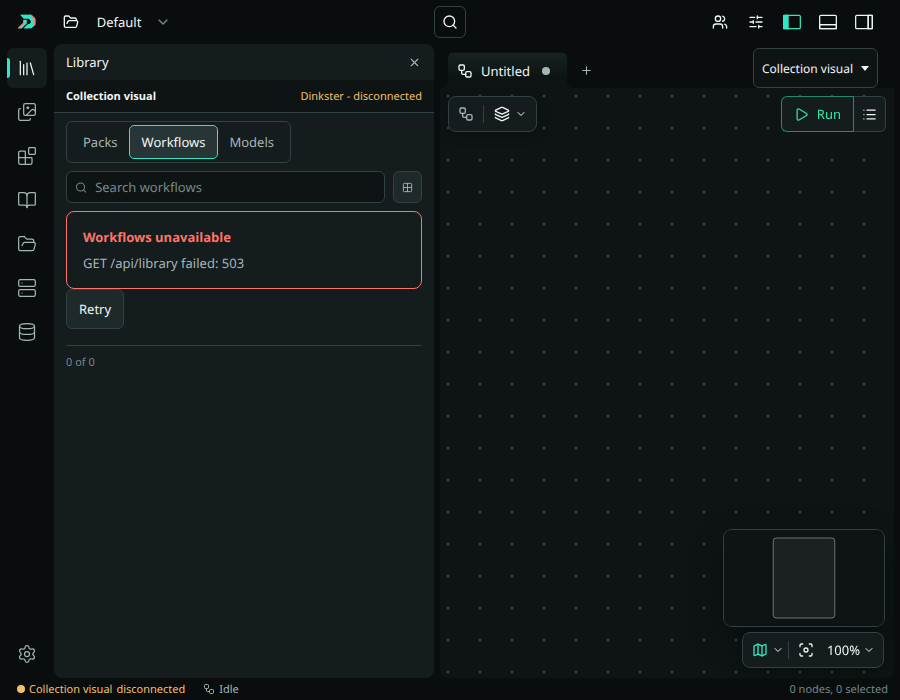 Default
Library
Collection visual
Dinkster - disconnected
Packs
Workflows
Models
Search workflows
Workflows unavailable
GET /api/library failed: 503
Retry
0 of 0
Untitled
Collection visual
Run
100%
Collection visual disconnected
Idle
0 nodes, 0 selected